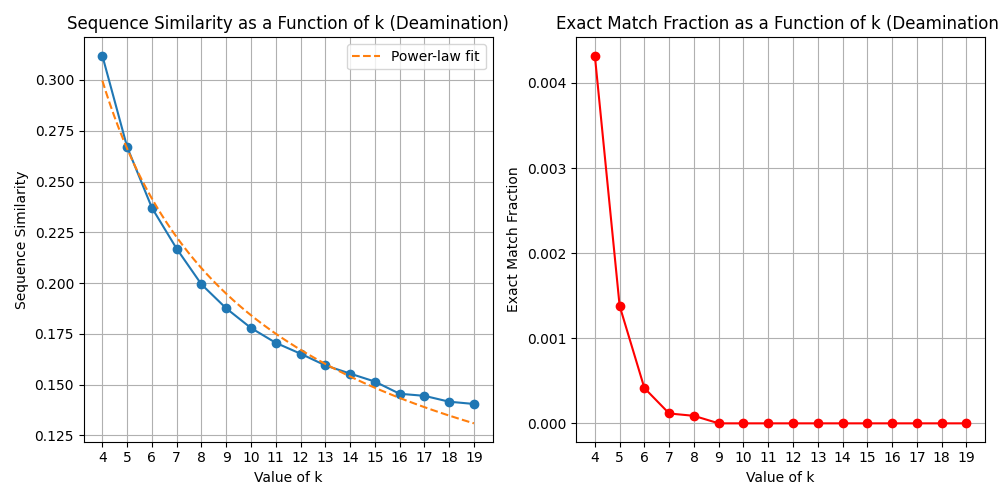 Sequence Similarity as a Function of k (Deamination)
Power-law fit
0.300
0.275
0.250
0.225
0.200
0.175
0.150
0.125
Sequence Similarity
4 5 6 7 8 9 10 11 12 13 14 15 16 17 18 19
Value of k
Exact Match Fraction as a Function of k (Deamination
0.004
0.003
0.002
0.001
0.000
Exact Match Fraction
4 5 6 7 8 9 10 11 12 13 14 15 16 17 18 19
Value of k